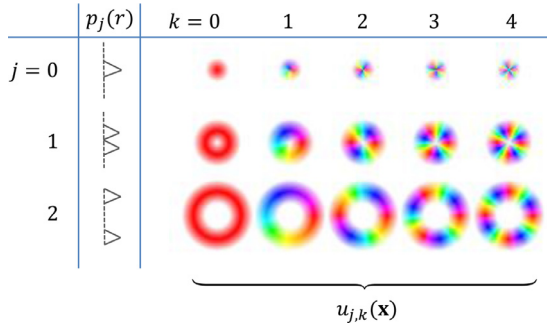 p_j(r) k = 0 1 2 3 4
j = 0
1
2
u_{j,k}(𝐱)